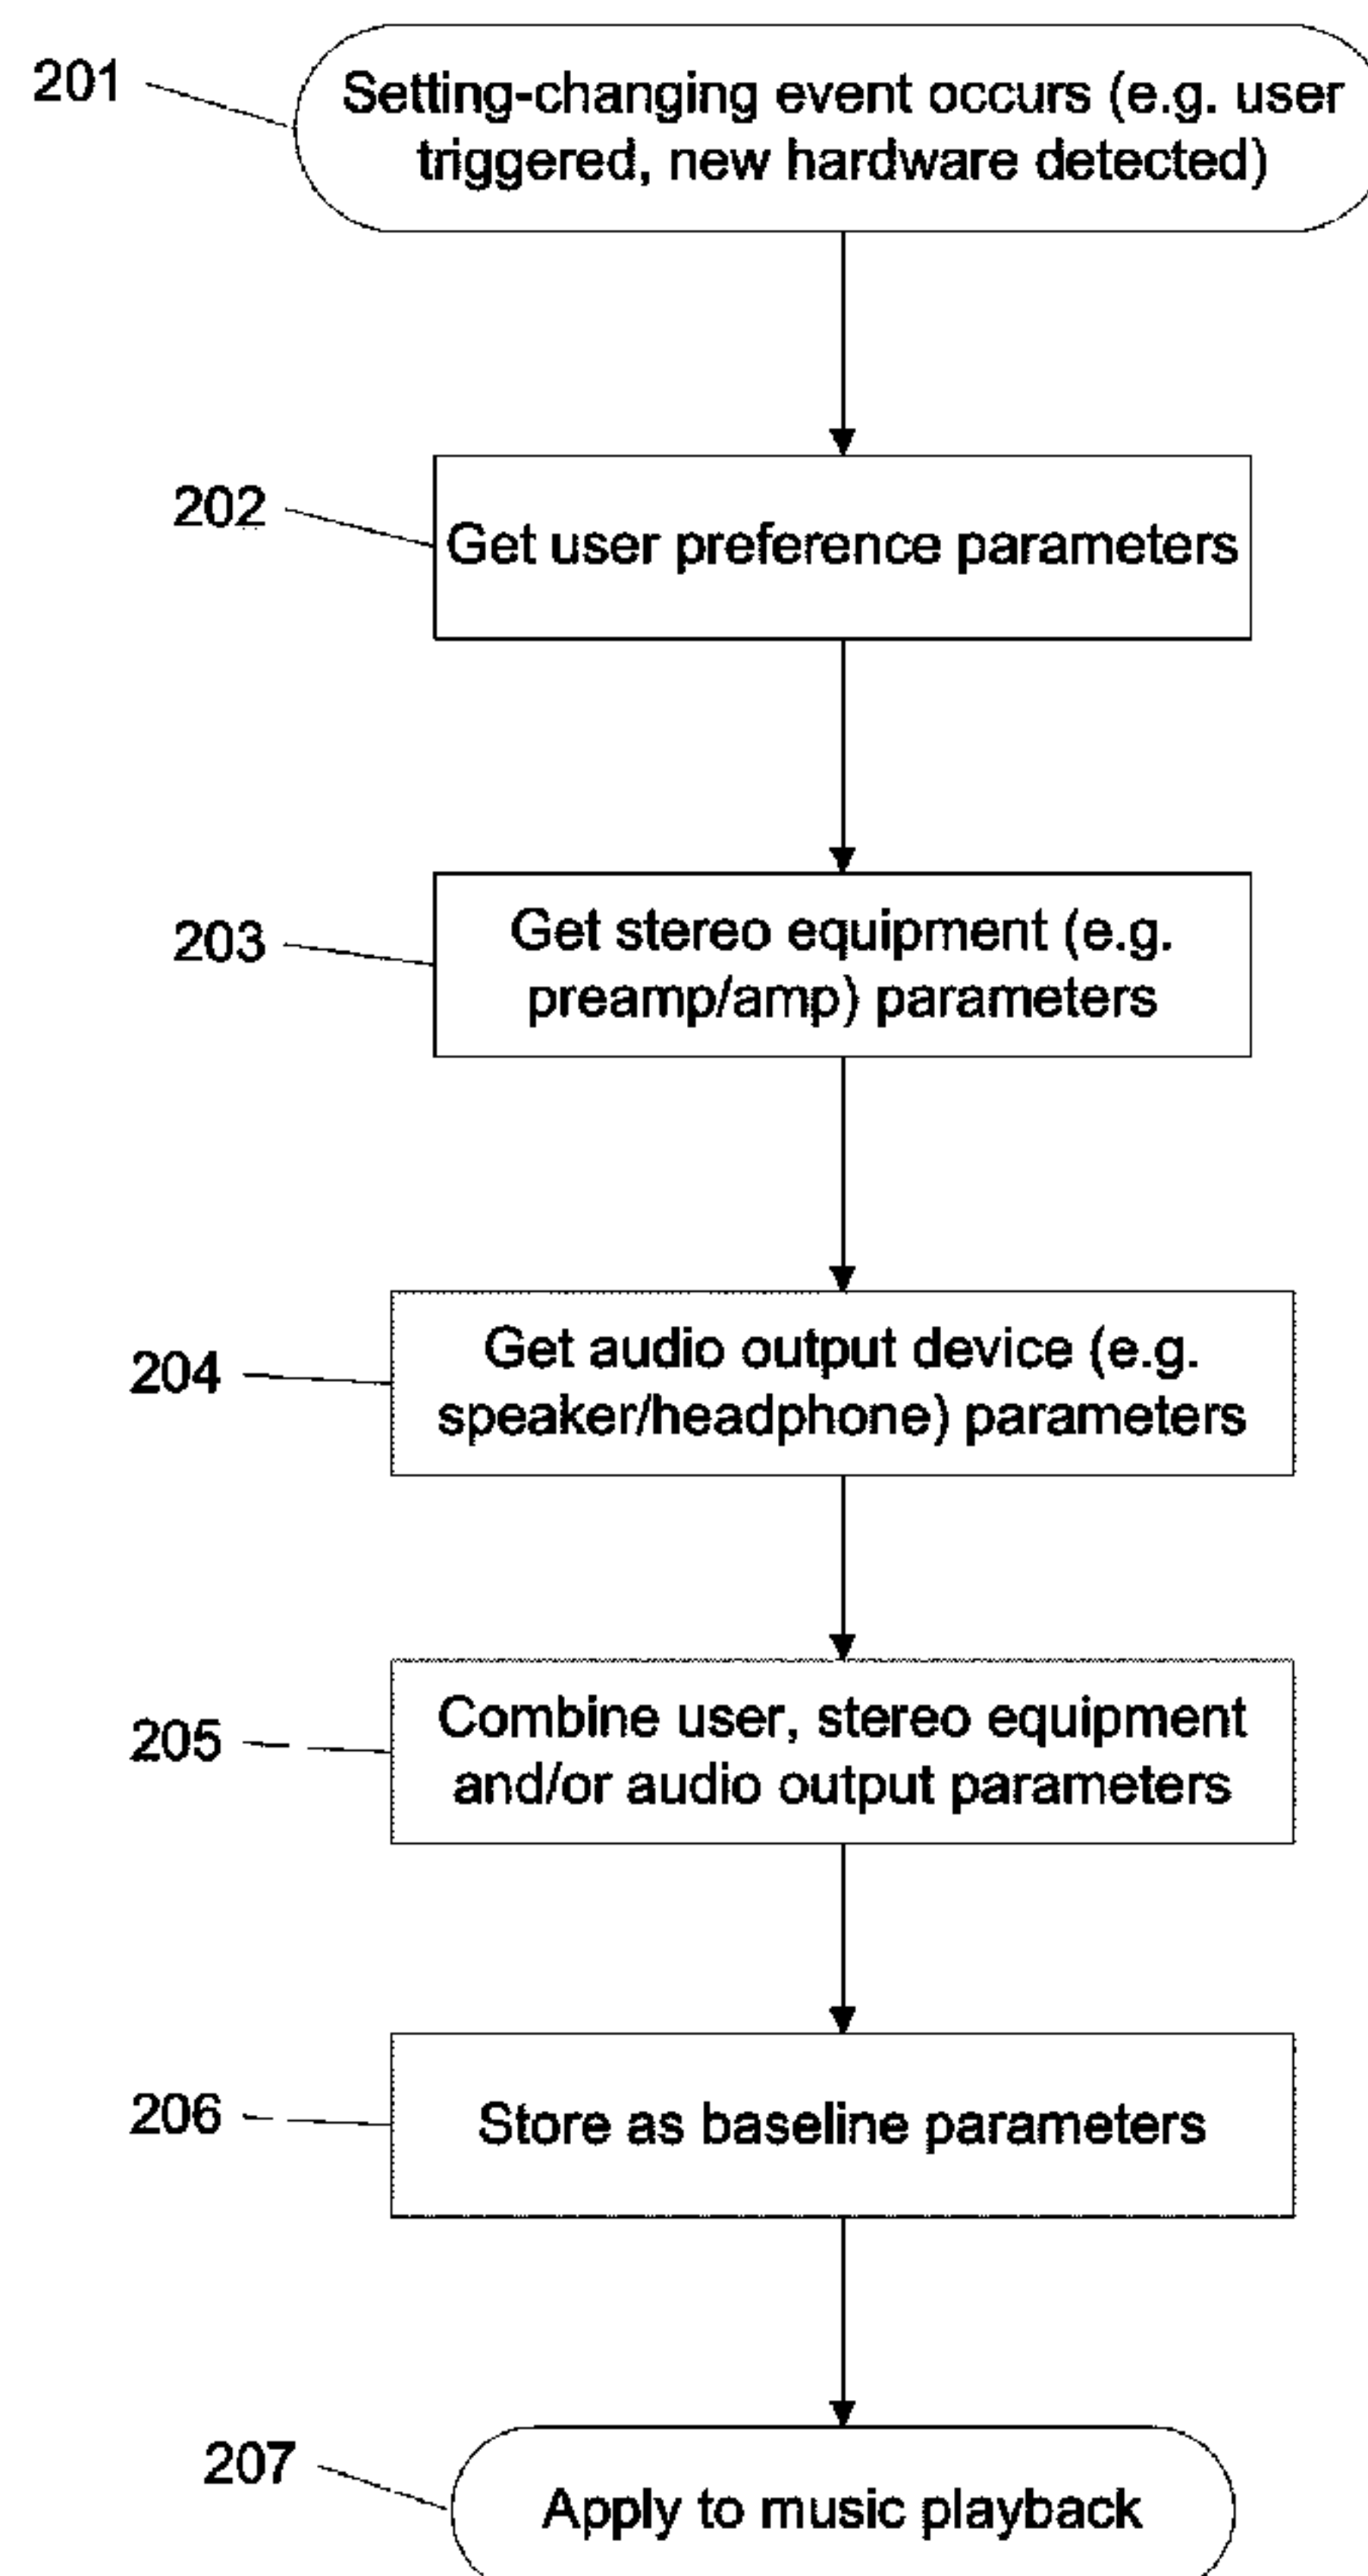 201
Setting-changing event occurs (e.g. user
triggered, new hardware detected)
202
Get user preference parameters
203
Get stereo equipment (e.g.
preamp/amp) parameters
204
Get audio output device (e.g.
speaker/headphone) parameters
205
Combine user, stereo equipment
and/or audio output parameters
206
Store as baseline parameters
207
Apply to music playback